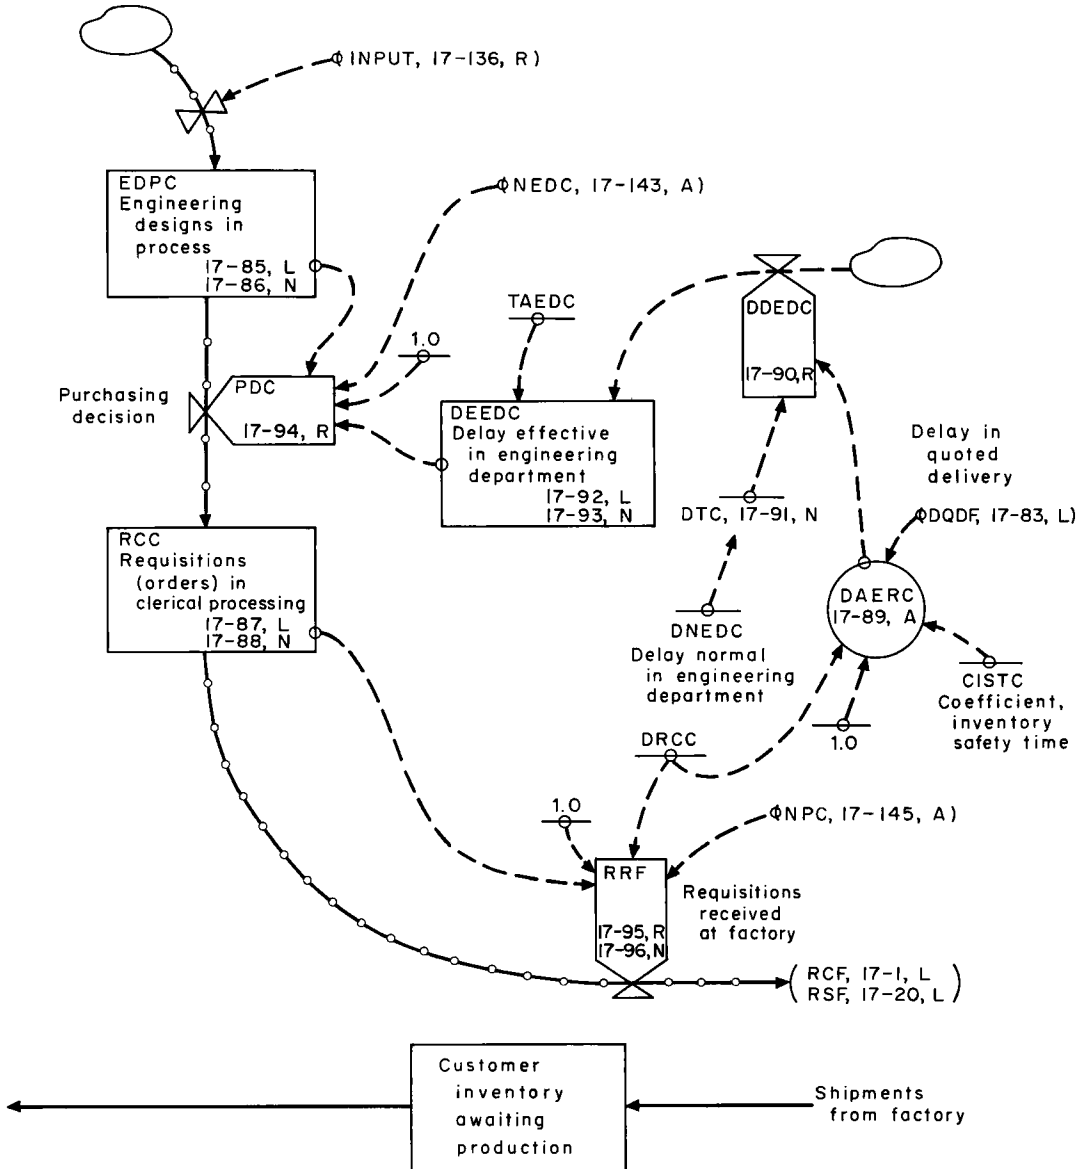 INPUT, 17-136, R)
EDPC
Engineering
designs in
process
17-85, L
17-86, N
NEDC, 17-143, A)
TAEDC
1.0
DDEDC
17-90, R
PDC
17-94, R
Purchasing
decision
DEEDC
Delay effective
in engineering
department
17-92, L
17-93, N
Delay in
quoted
delivery
DQDF, 17-83, L)
DTC, 17-91, N
RCC
Requisitions
(orders) in
clerical processing
17-87, L
17-88, N
DAERC
17-89, A
DNEDC
Delay normal
in engineering
department
CISTC
Coefficient,
inventory
safety time
1.0
DRCC
1.0
NPC, 17-145, A)
RRF
17-95, R
17-96, N
Requisitions
received
at factory
(RCF, 17-1, L
RSF, 17-20, L)
Customer
inventory
awaiting
production
Shipments
from factory